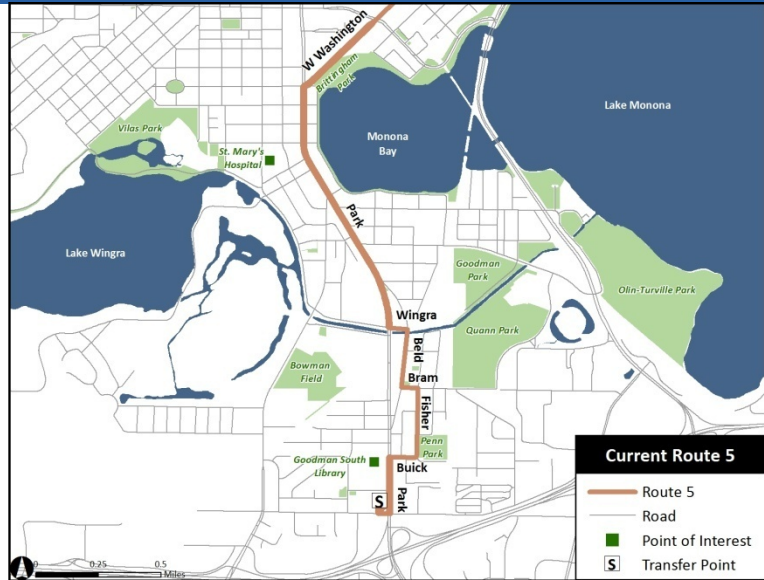 W Washington
Brittingham
Park
Lake Monona
Monona
Bay
Vilas Park
St. Mary's
Hospital
Park
Lake Wingra
Goodman
Park
Olin-Turville Park
Wingra
Quann Park
Beld
Bowman
Field
Bram
Fisher
Penn
Park
Goodman South
Library
Buick
Park
S
Current Route 5
Route 5
Road
Point of Interest
S Transfer Point
0 0.25 0.5
Miles